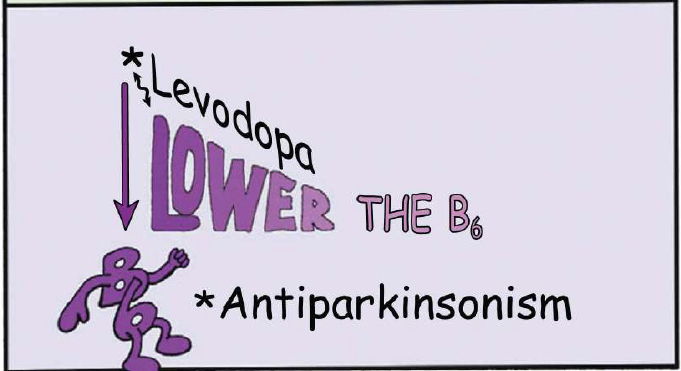 *Levodopa
LOWER THE B₆
*Antiparkinsonism